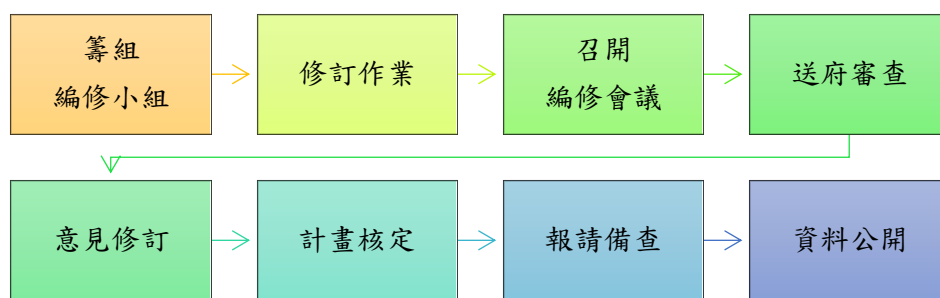 籌組
編修小組
修訂作業
召開
編修會議
送府審查
意見修訂
計畫核定
報請備查
資料公開